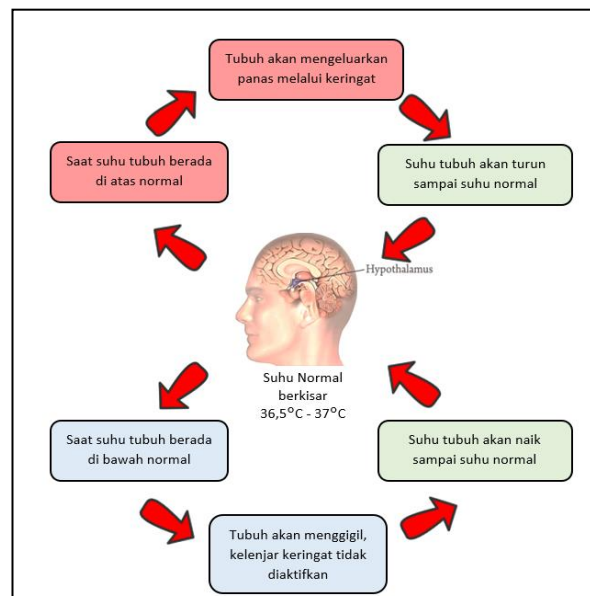 Tubuh akan mengeluarkan
panas melalui keringat
Saat suhu tubuh berada
di atas normal
Suhu tubuh akan turun
sampai suhu normal
Hypothalamus
Suhu Normal
berkisar
36,5°C - 37°C
Saat suhu tubuh berada
di bawah normal
Suhu tubuh akan naik
sampai suhu normal
Tubuh akan menggigil,
kelenjar keringat tidak
diaktifkan